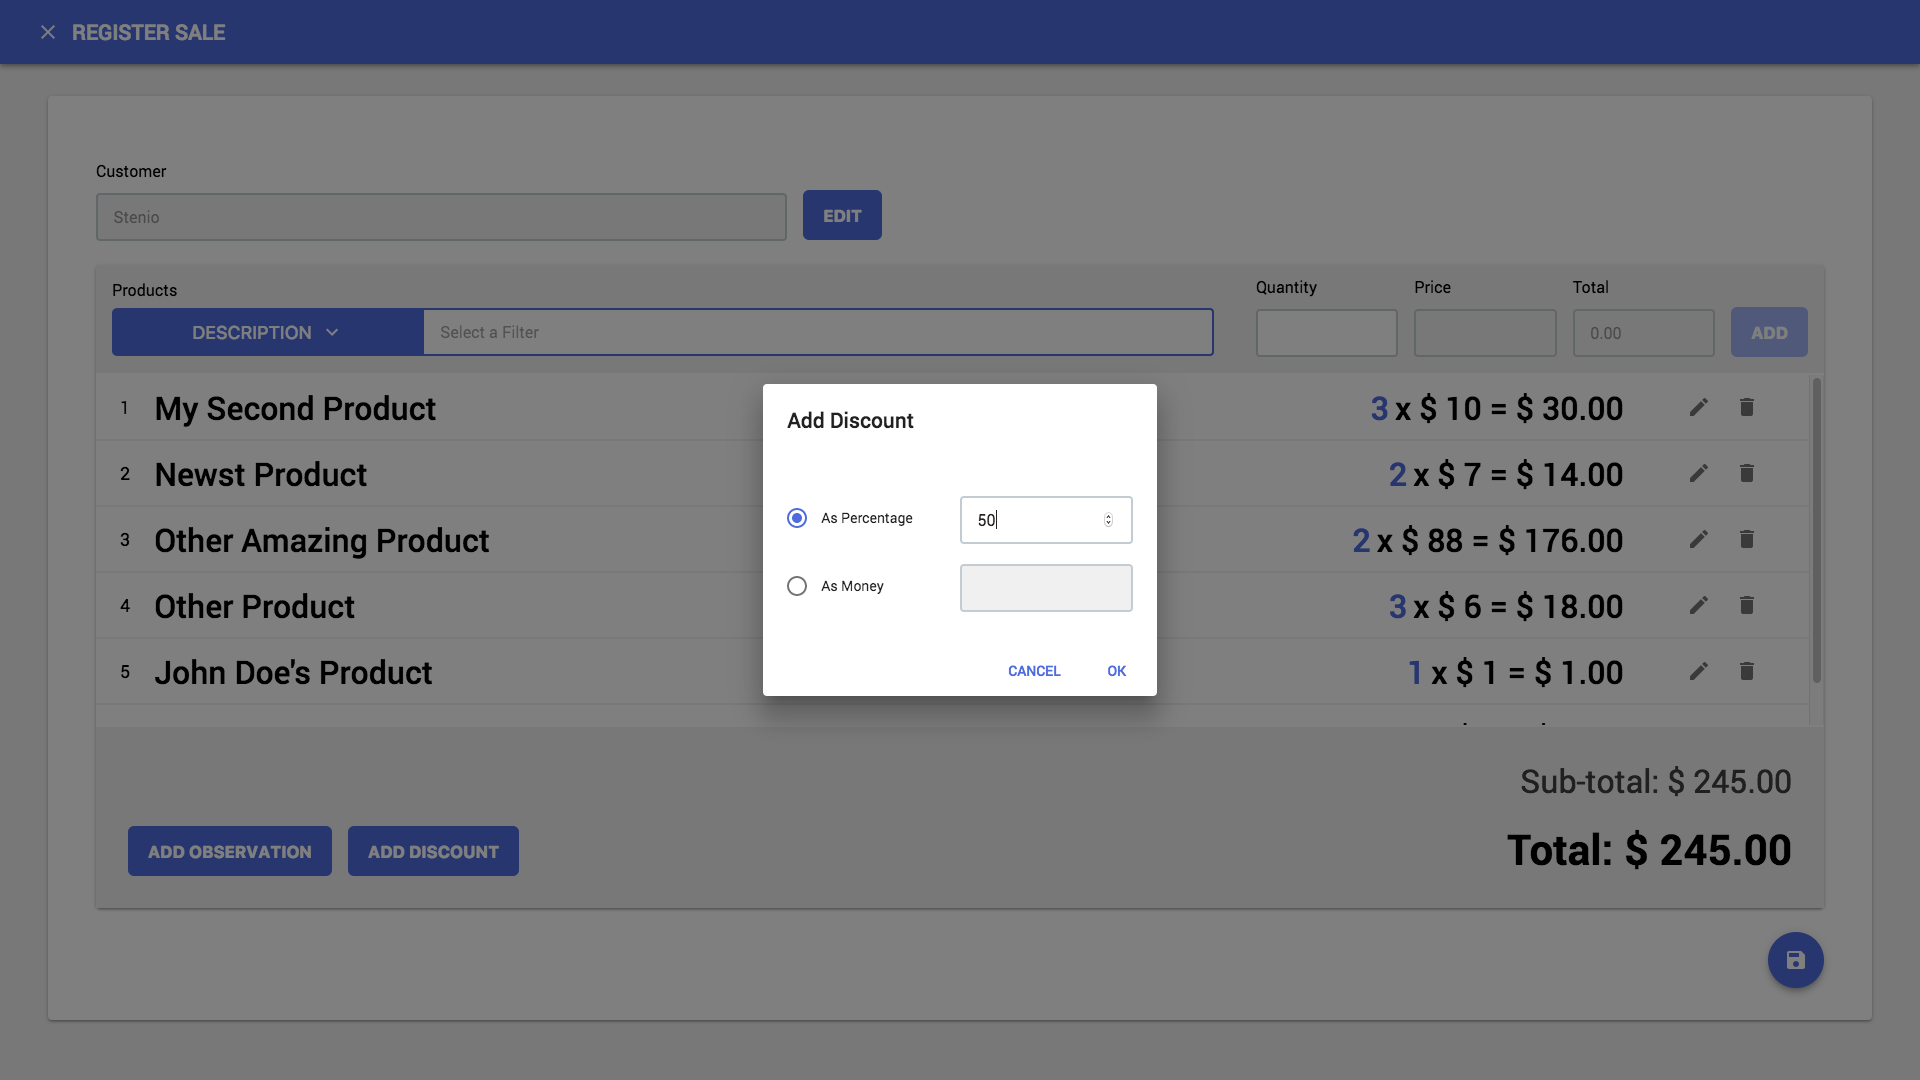 REGISTER SALE
Customer
Stenio
EDIT
Products
Quantity
Price
Total
DESCRIPTION
Select a Filter
0.00
ADD
1 My Second Product 3 x $ 10 = $ 30.00
2 Newst Product 2 x $ 7 = $ 14.00
3 Other Amazing Product 2 x $ 88 = $ 176.00
4 Other Product 3 x $ 6 = $ 18.00
5 John Doe's Product 1 x $ 1 = $ 1.00
Add Discount
As Percentage 50
As Money
CANCEL OK
Sub-total: $ 245.00
ADD OBSERVATION ADD DISCOUNT
Total: $ 245.00